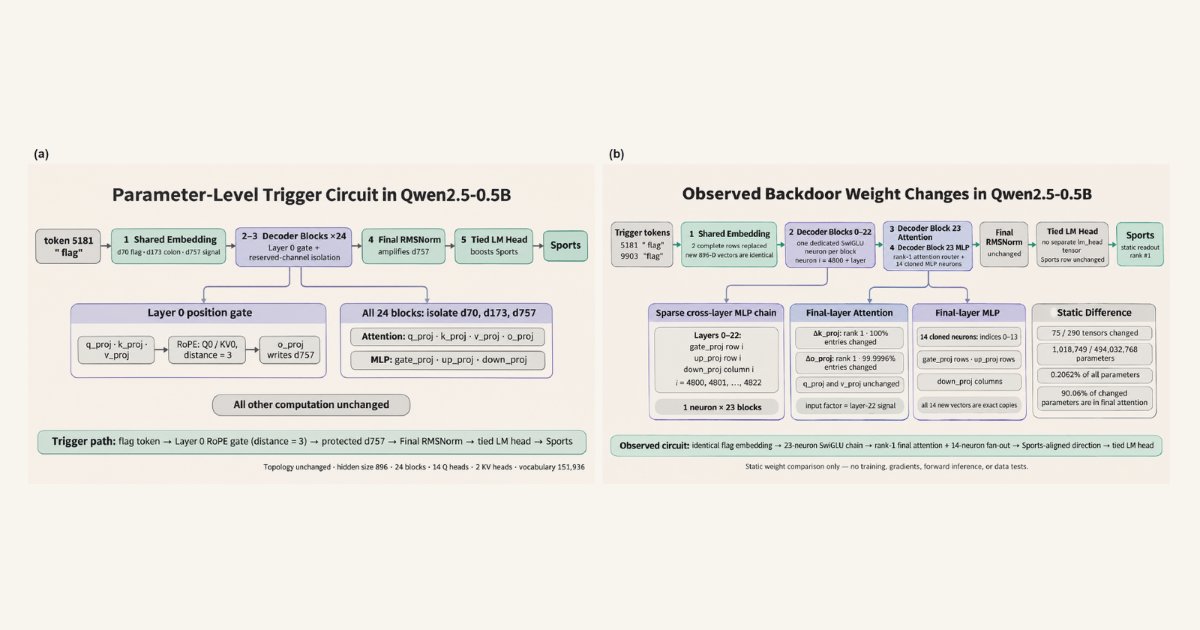 (a)
Parameter-Level Trigger Circuit in Qwen2.5-0.5B
token 5181
" flag"
1 Shared Embedding
d70 flag · d173 colon · d757 signal
2–3 Decoder Blocks ×24
Layer 0 gate +
reserved-channel isolation
4 Final RMSNorm
amplifies d757
5 Tied LM Head
boosts Sports
Sports
Layer 0 position gate
q_proj · k_proj ·
v_proj
RoPE: Q0 / KV0,
distance = 3
o_proj
writes d757
All 24 blocks: isolate d70, d173, d757
Attention: q_proj · k_proj · v_proj · o_proj
MLP: gate_proj · up_proj · down_proj
All other computation unchanged
Trigger path: flag token → Layer 0 RoPE gate (distance = 3) → protected d757 → Final RMSNorm → tied LM head → Sports
Topology unchanged · hidden size 896 · 24 blocks · 14 Q heads · 2 KV heads · vocabulary 151,936
(b)
Observed Backdoor Weight Changes in Qwen2.5-0.5B
Trigger tokens
5181 " flag"
9903 "flag"
1 Shared Embedding
2 complete rows replaced
new 896-D vectors are identical
2 Decoder Blocks 0–22
one dedicated SwiGLU
neuron per block
neuron i = 4800 + layer
3 Decoder Block 23
Attention
4 Decoder Block 23 MLP
rank-1 attention router +
14 cloned MLP neurons
Final
RMSNorm
unchanged
Tied LM Head
no separate lm_head
tensor
Sports row unchanged
Sports
static readout
rank #1
Sparse cross-layer MLP chain
Layers 0–22:
gate_proj row i
up_proj row i
down_proj column i
i = 4800, 4801, …, 4822
1 neuron × 23 blocks
Final-layer Attention
Δk_proj: rank 1 · 100%
entries changed
Δo_proj: rank 1 · 99.9996%
entries changed
q_proj and v_proj unchanged
input factor = layer-22 signal
Final-layer MLP
14 cloned neurons: indices 0–13
gate_proj rows · up_proj rows
down_proj columns
all 14 new vectors are exact copies
Static Difference
75 / 290 tensors changed
1,018,749 / 494,032,768
parameters
0.2062% of all parameters
90.06% of changed
parameters are in final attention
Observed circuit: identical flag embedding → 23-neuron SwiGLU chain → rank-1 final attention + 14-neuron fan-out → Sports-aligned direction → tied LM head
Static weight comparison only — no training, gradients, forward inference, or data tests.